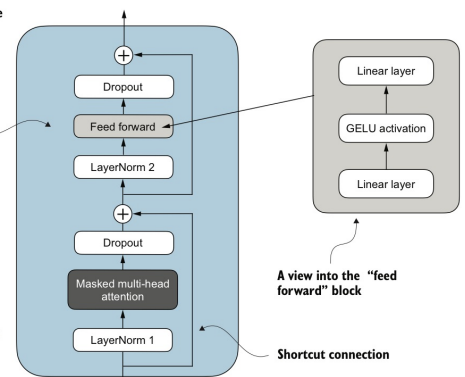 Dropout
Feed forward
LayerNorm 2
Dropout
Masked multi-head
attention
LayerNorm 1
Linear layer
GELU activation
Linear layer
A view into the “feed
forward” block
Shortcut connection